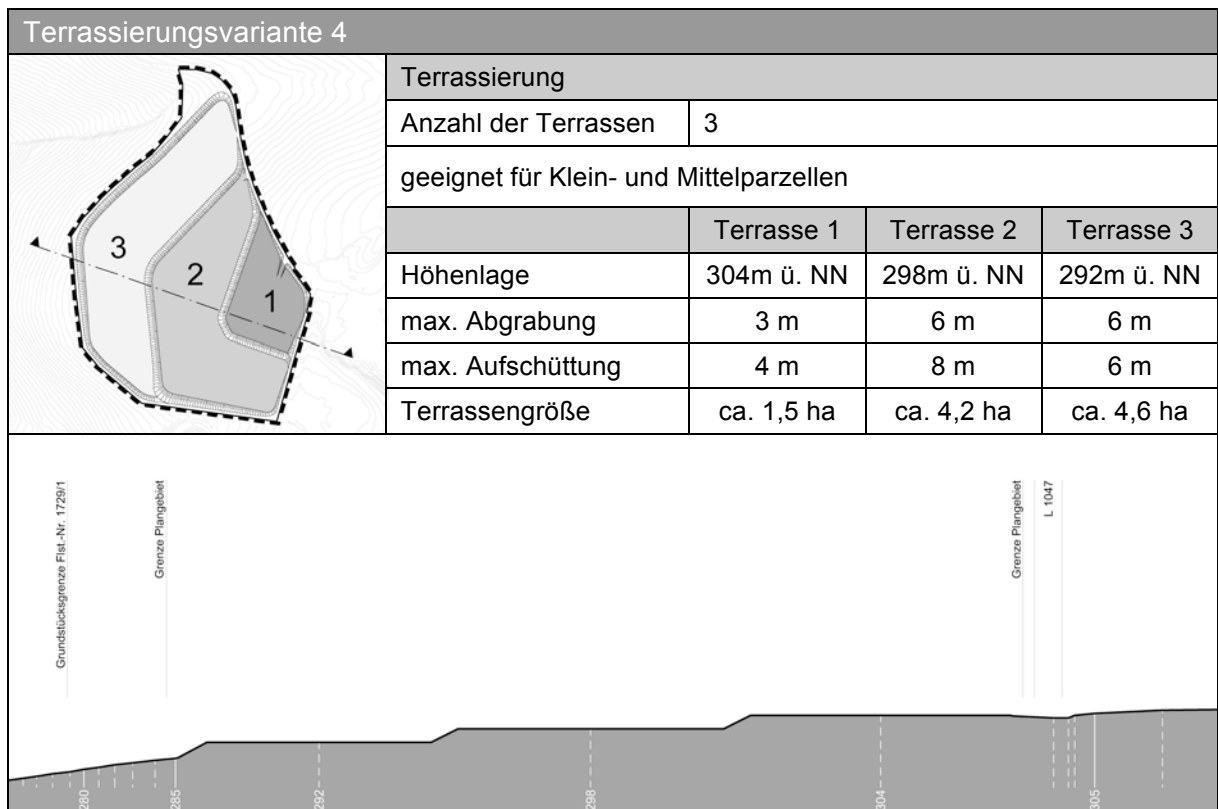 Terrassierungsvariante 4
3
2
1
Terrassierung
Anzahl der Terrassen 3
geeignet für Klein- und Mittelparzellen
Terrasse 1 Terrasse 2 Terrasse 3
Höhenlage 304m ü. NN 298m ü. NN 292m ü. NN
max. Abgrabung 3 m 6 m 6 m
max. Aufschüttung 4 m 8 m 6 m
Terrassengröße ca. 1,5 ha ca. 4,2 ha ca. 4,6 ha
Grundstücksgrenze Flst.-Nr. 1729/1
Grenze Plangebiet
Grenze Plangebiet
L 1047
280
285
292
298
304
305